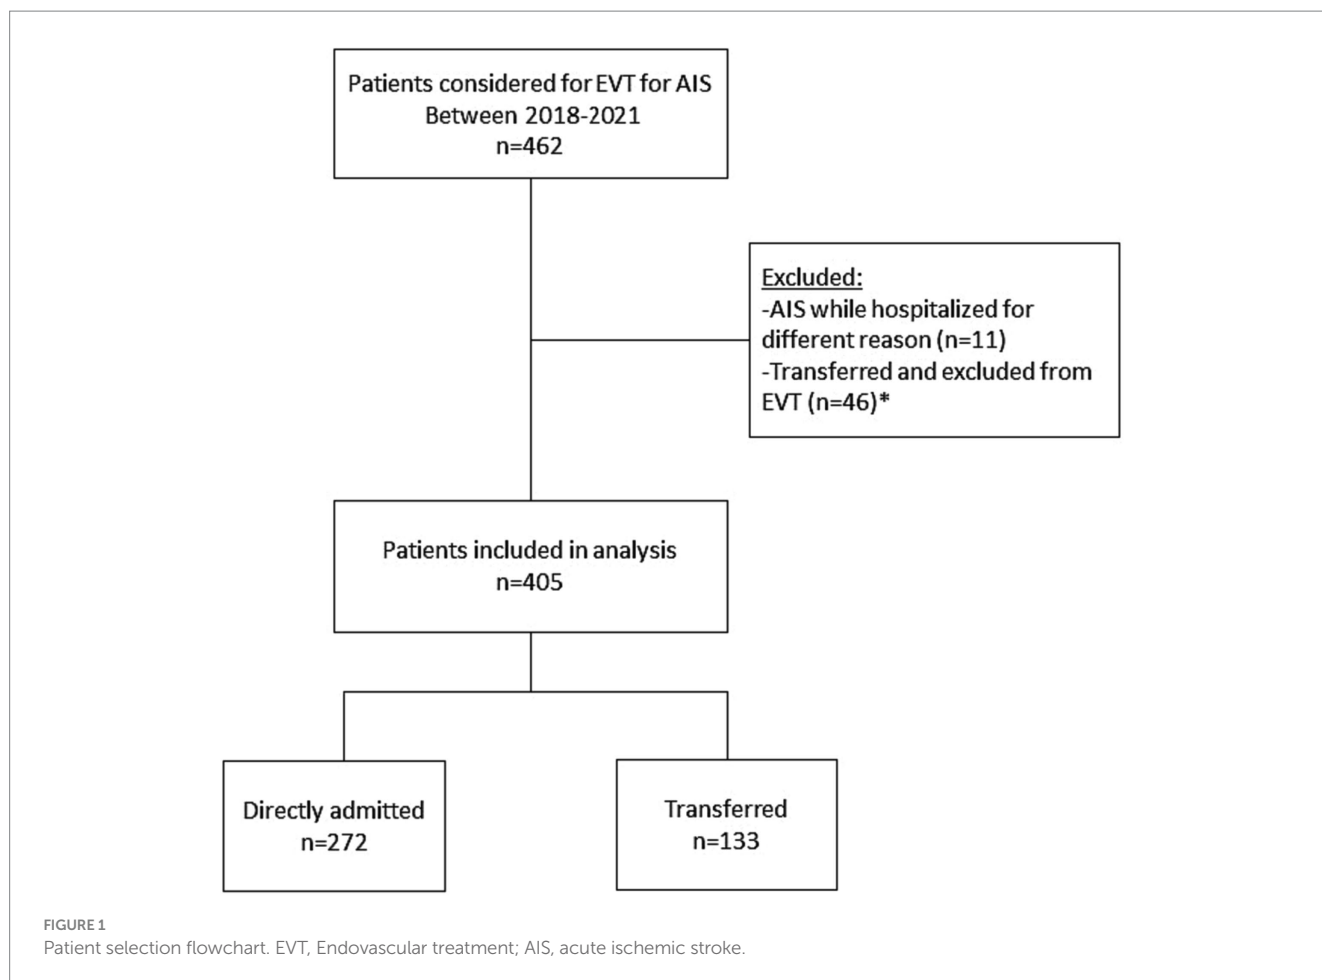 Patients considered for EVT for AIS
Between 2018-2021
n=462
Excluded:
-AIS while hospitalized for
different reason (n=11)
-Transferred and excluded from
EVT (n=46)*
Patients included in analysis
n=405
Directly admitted
n=272
Transferred
n=133
FIGURE 1
Patient selection flowchart. EVT, Endovascular treatment; AIS, acute ischemic stroke.